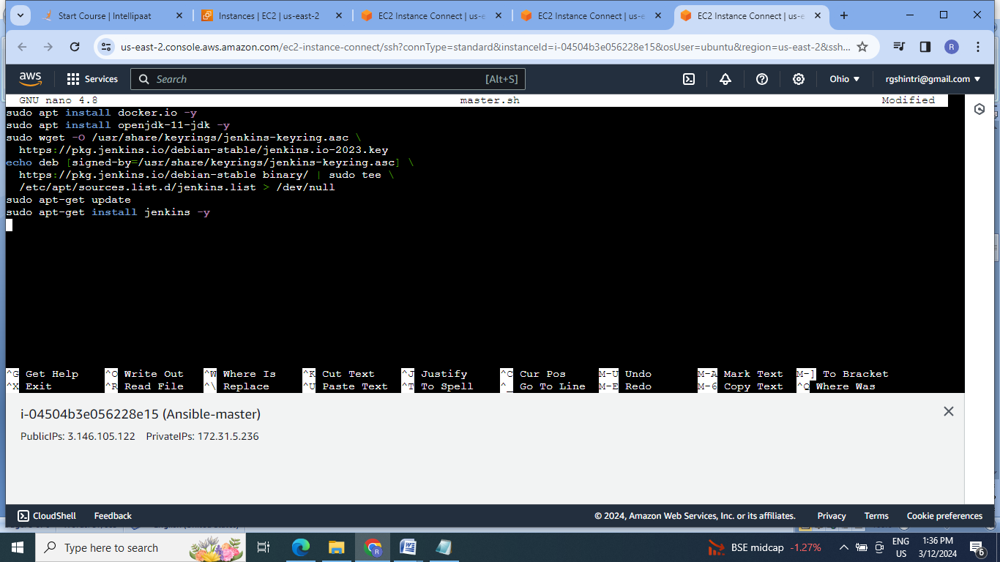 Start Course | Intellipaat
Instances | EC2 | us-east-2
EC2 Instance Connect | us-e
EC2 Instance Connect | us-e
EC2 Instance Connect | us-e
us-east-2.console.aws.amazon.com/ec2-instance-connect/ssh?connType=standard&instanceId=i-04504b3e056228e15&osUser=ubuntu&region=us-east-2&ssh...
R
aws
Services
Search
[Alt+S]
Ohio
rgshintri@gmail.com
GNU nano 4.8 master.sh Modified
sudo apt install docker.io -y
sudo apt install openjdk-11-jdk -y
sudo wget -O /usr/share/keyrings/jenkins-keyring.asc \
https://pkg.jenkins.io/debian-stable/jenkins.io-2023.key
echo deb [signed-by=/usr/share/keyrings/jenkins-keyring.asc] \
https://pkg.jenkins.io/debian-stable binary/ | sudo tee \
/etc/apt/sources.list.d/jenkins.list > /dev/null
sudo apt-get update
sudo apt-get install jenkins -y
^G Get Help ^O Write Out ^W Where Is ^K Cut Text ^J Justify ^C Cur Pos M-U Undo M-A Mark Text M-] To Bracket
^X Exit ^R Read File ^\ Replace ^U Paste Text ^T To Spell ^_ Go To Line M-E Redo M-6 Copy Text ^Q Where Was
i-04504b3e056228e15 (Ansible-master)
PublicIPs: 3.146.105.122 PrivateIPs: 172.31.5.236
CloudShell
Feedback
© 2024, Amazon Web Services, Inc. or its affiliates.
Privacy
Terms
Cookie preferences
Type here to search
BSE midcap -1.27%
ENG
US
1:36 PM
3/12/2024
6